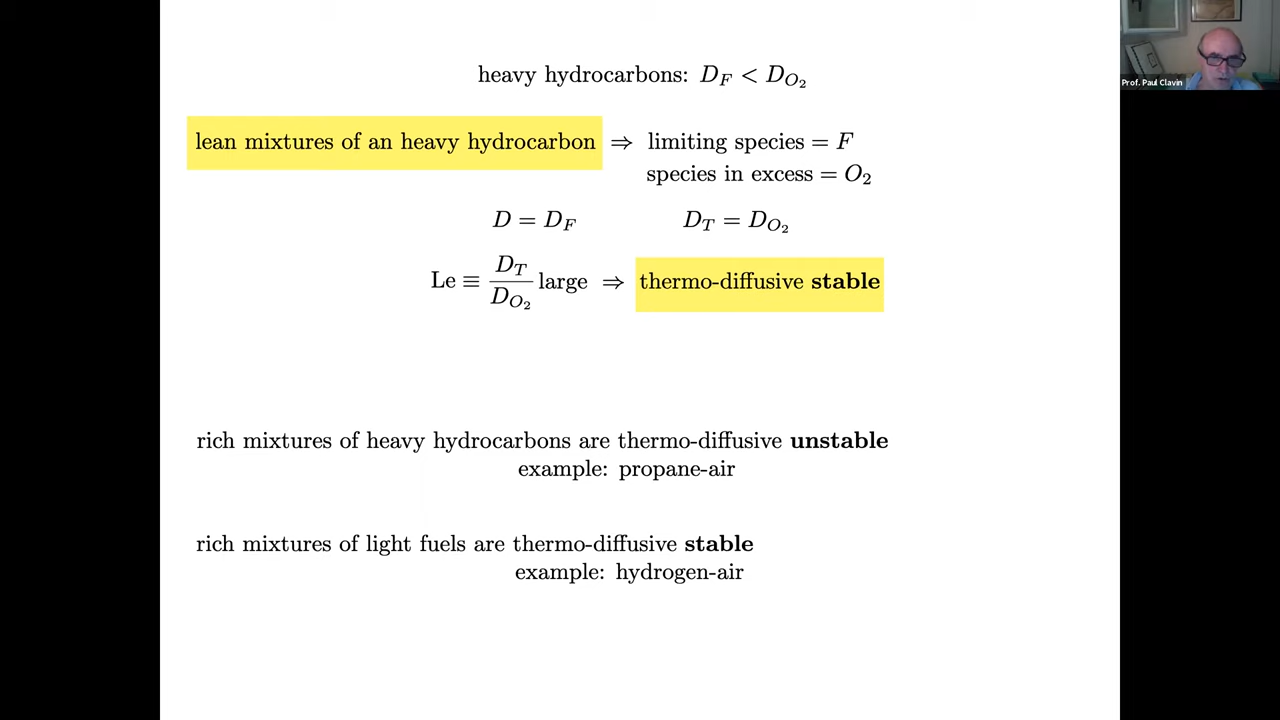 heavy hydrocarbons: $D_F < D_{O_2}$
lean mixtures of an heavy hydrocarbon ⇒ limiting species = F
species in excess = $O_2$
$D = D_F$ $D_T = D_{O_2}$
Le ≡ $\frac{D_T}{D_{O_2}}$ large ⇒ thermo-diffusive stable
rich mixtures of heavy hydrocarbons are thermo-diffusive unstable
example: propane-air
rich mixtures of light fuels are thermo-diffusive stable
example: hydrogen-air
Prof. Paul Clavin